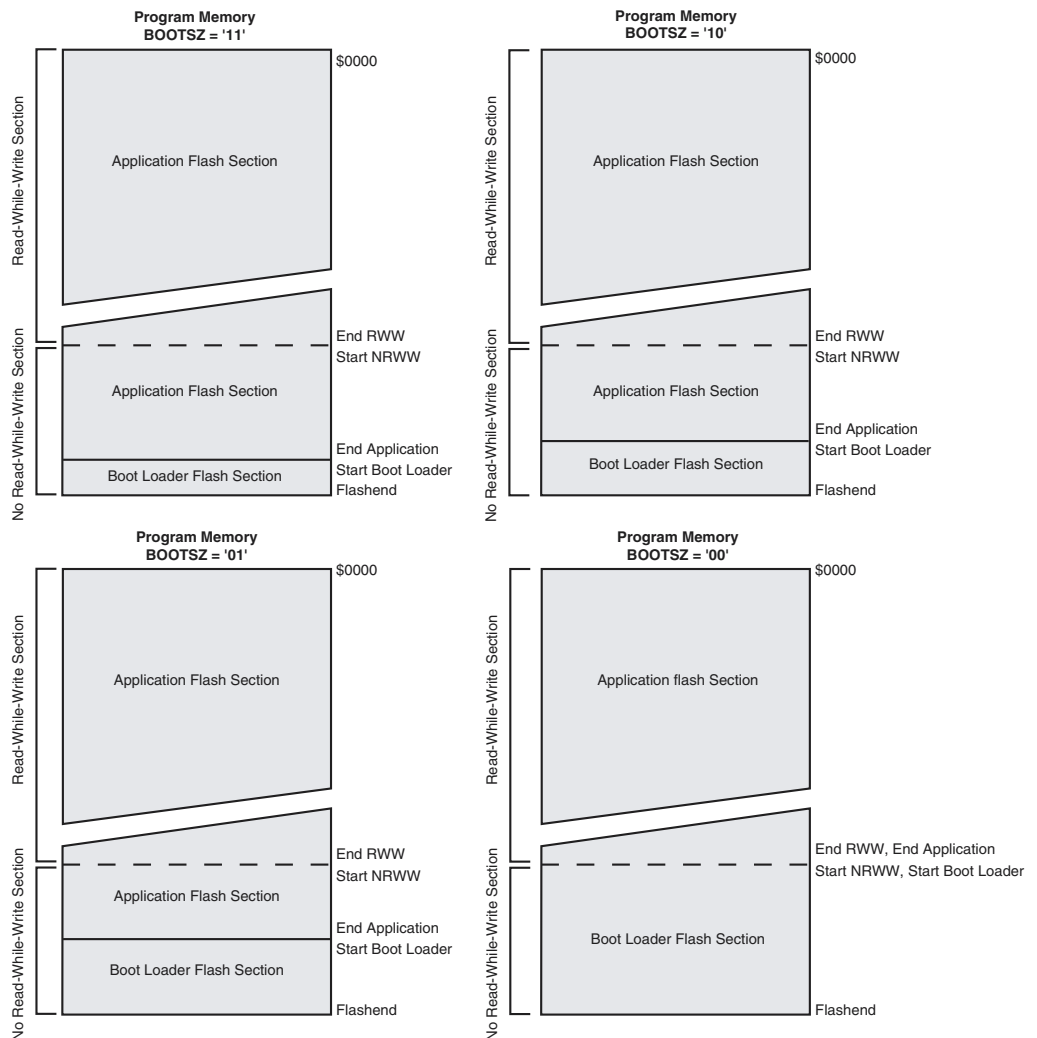 Program Memory
BOOTSZ = '11'
$0000
Read-While-Write Section
Application Flash Section
End RWW
Start NRWW
No Read-While-Write Section
Application Flash Section
End Application
Start Boot Loader
Boot Loader Flash Section
Flashend
Program Memory
BOOTSZ = '10'
$0000
Read-While-Write Section
Application Flash Section
End RWW
Start NRWW
No Read-While-Write Section
Application Flash Section
End Application
Start Boot Loader
Boot Loader Flash Section
Flashend
Program Memory
BOOTSZ = '01'
$0000
Read-While-Write Section
Application Flash Section
End RWW
Start NRWW
No Read-While-Write Section
Application Flash Section
End Application
Start Boot Loader
Boot Loader Flash Section
Flashend
Program Memory
BOOTSZ = '00'
$0000
Read-While-Write Section
Application flash Section
End RWW, End Application
Start NRWW, Start Boot Loader
No Read-While-Write Section
Boot Loader Flash Section
Flashend